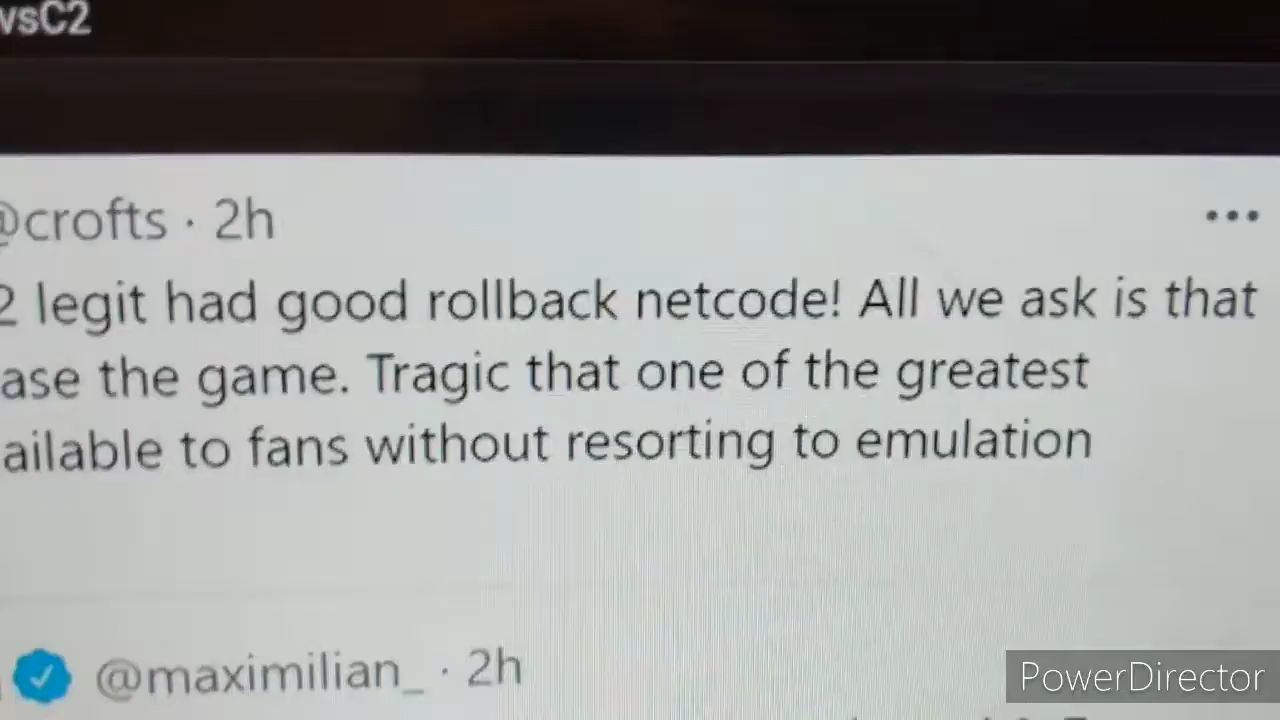 vsC2
@crofts · 2h
2 legit had good rollback netcode! All we ask is that
ase the game. Tragic that one of the greatest
ailable to fans without resorting to emulation
@maximilian_ · 2h
PowerDirector